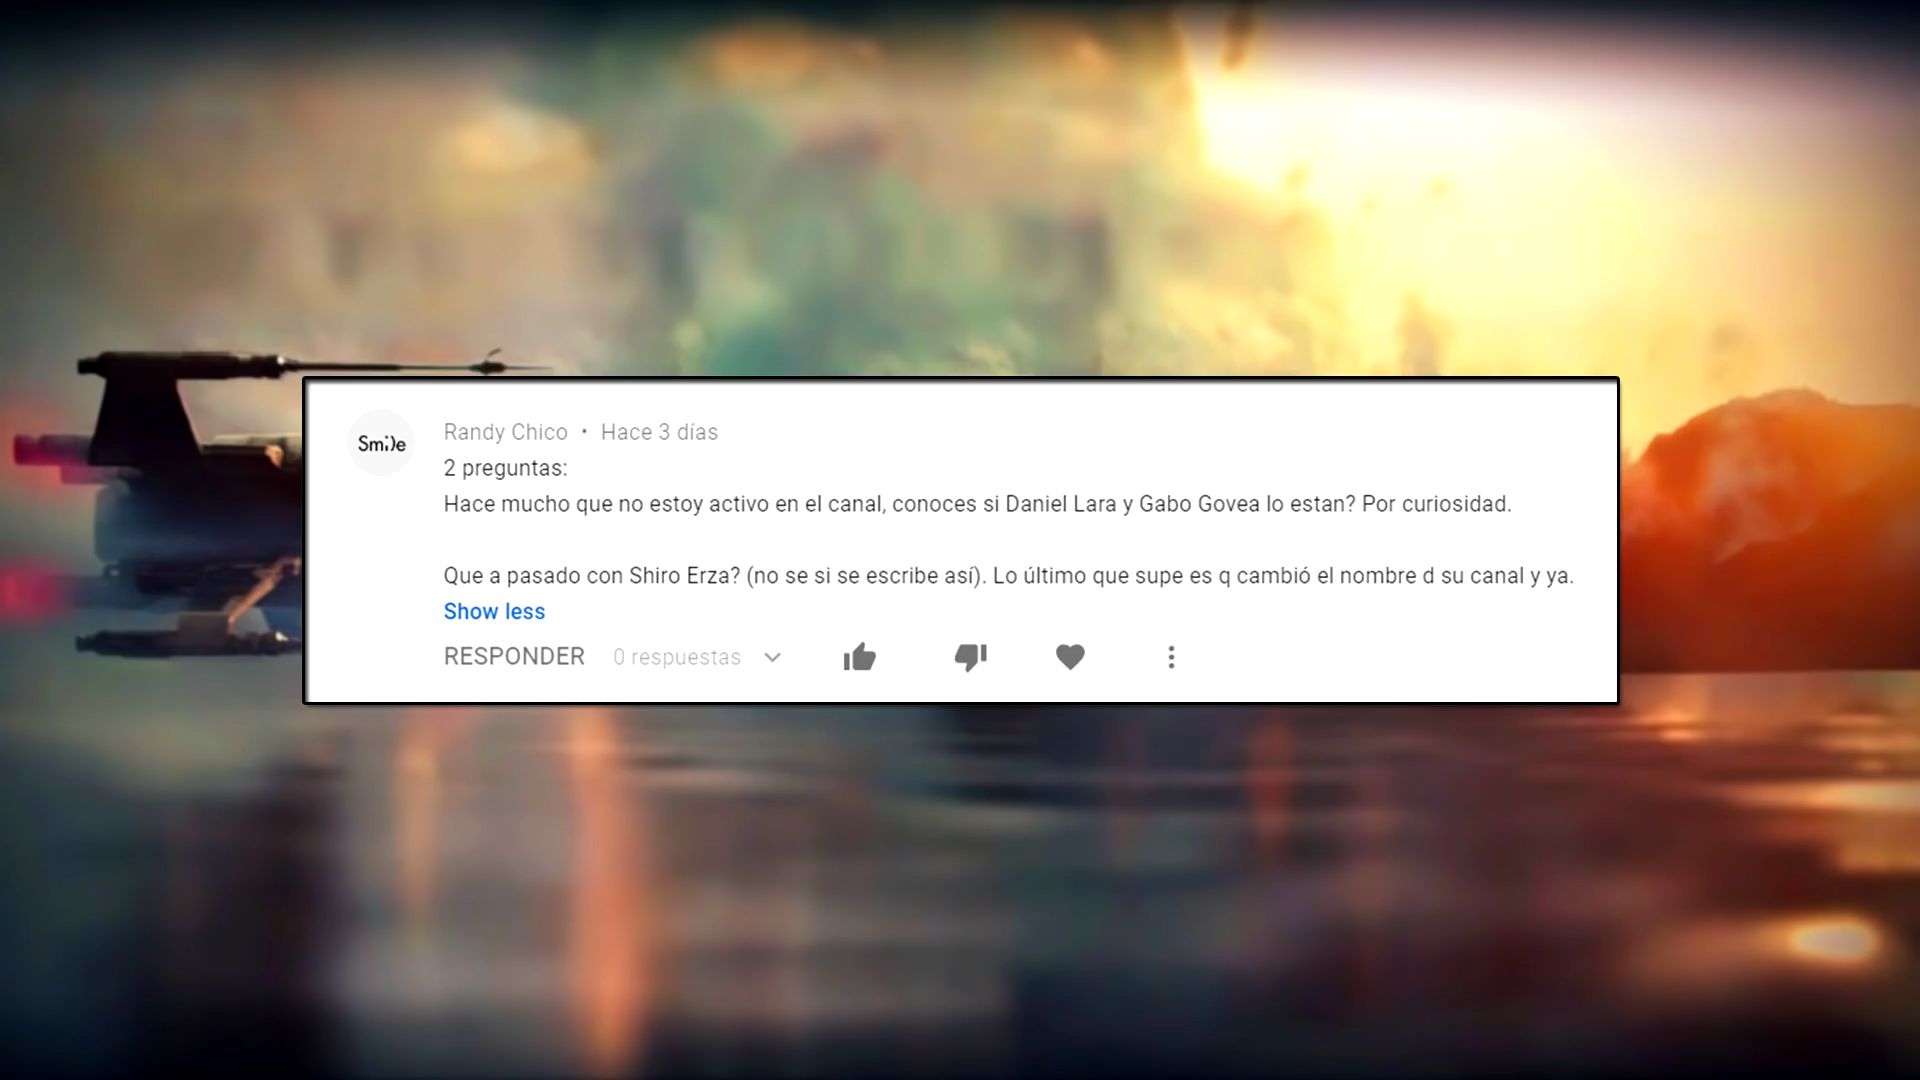 Smile
Randy Chico • Hace 3 días
2 preguntas:
Hace mucho que no estoy activo en el canal, conoces si Daniel Lara y Gabo Govea lo estan? Por curiosidad.
Que a pasado con Shiro Erza? (no se si se escribe así). Lo último que supe es q cambió el nombre d su canal y ya.
Show less
RESPONDER 0 respuestas